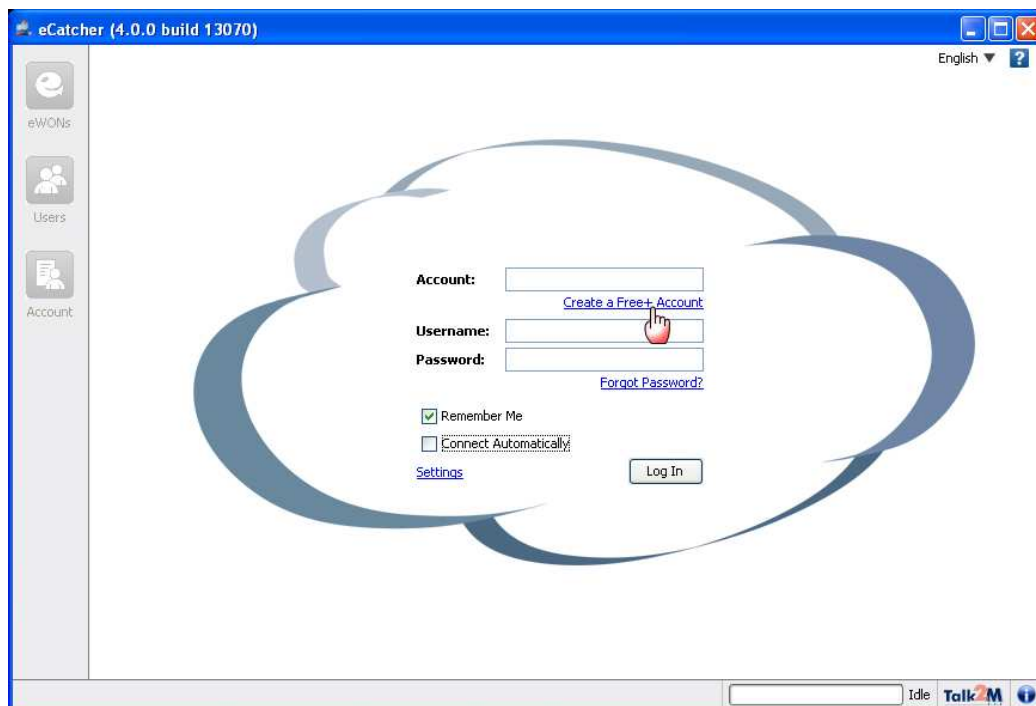 eCatcher (4.0.0 build 13070)
English
?
eWONs
Users
Account
Account:
Create a Free+ Account
Username:
Password:
Forgot Password?
Remember Me
Connect Automatically
Settings
Log In
Idle
Talk2M
i